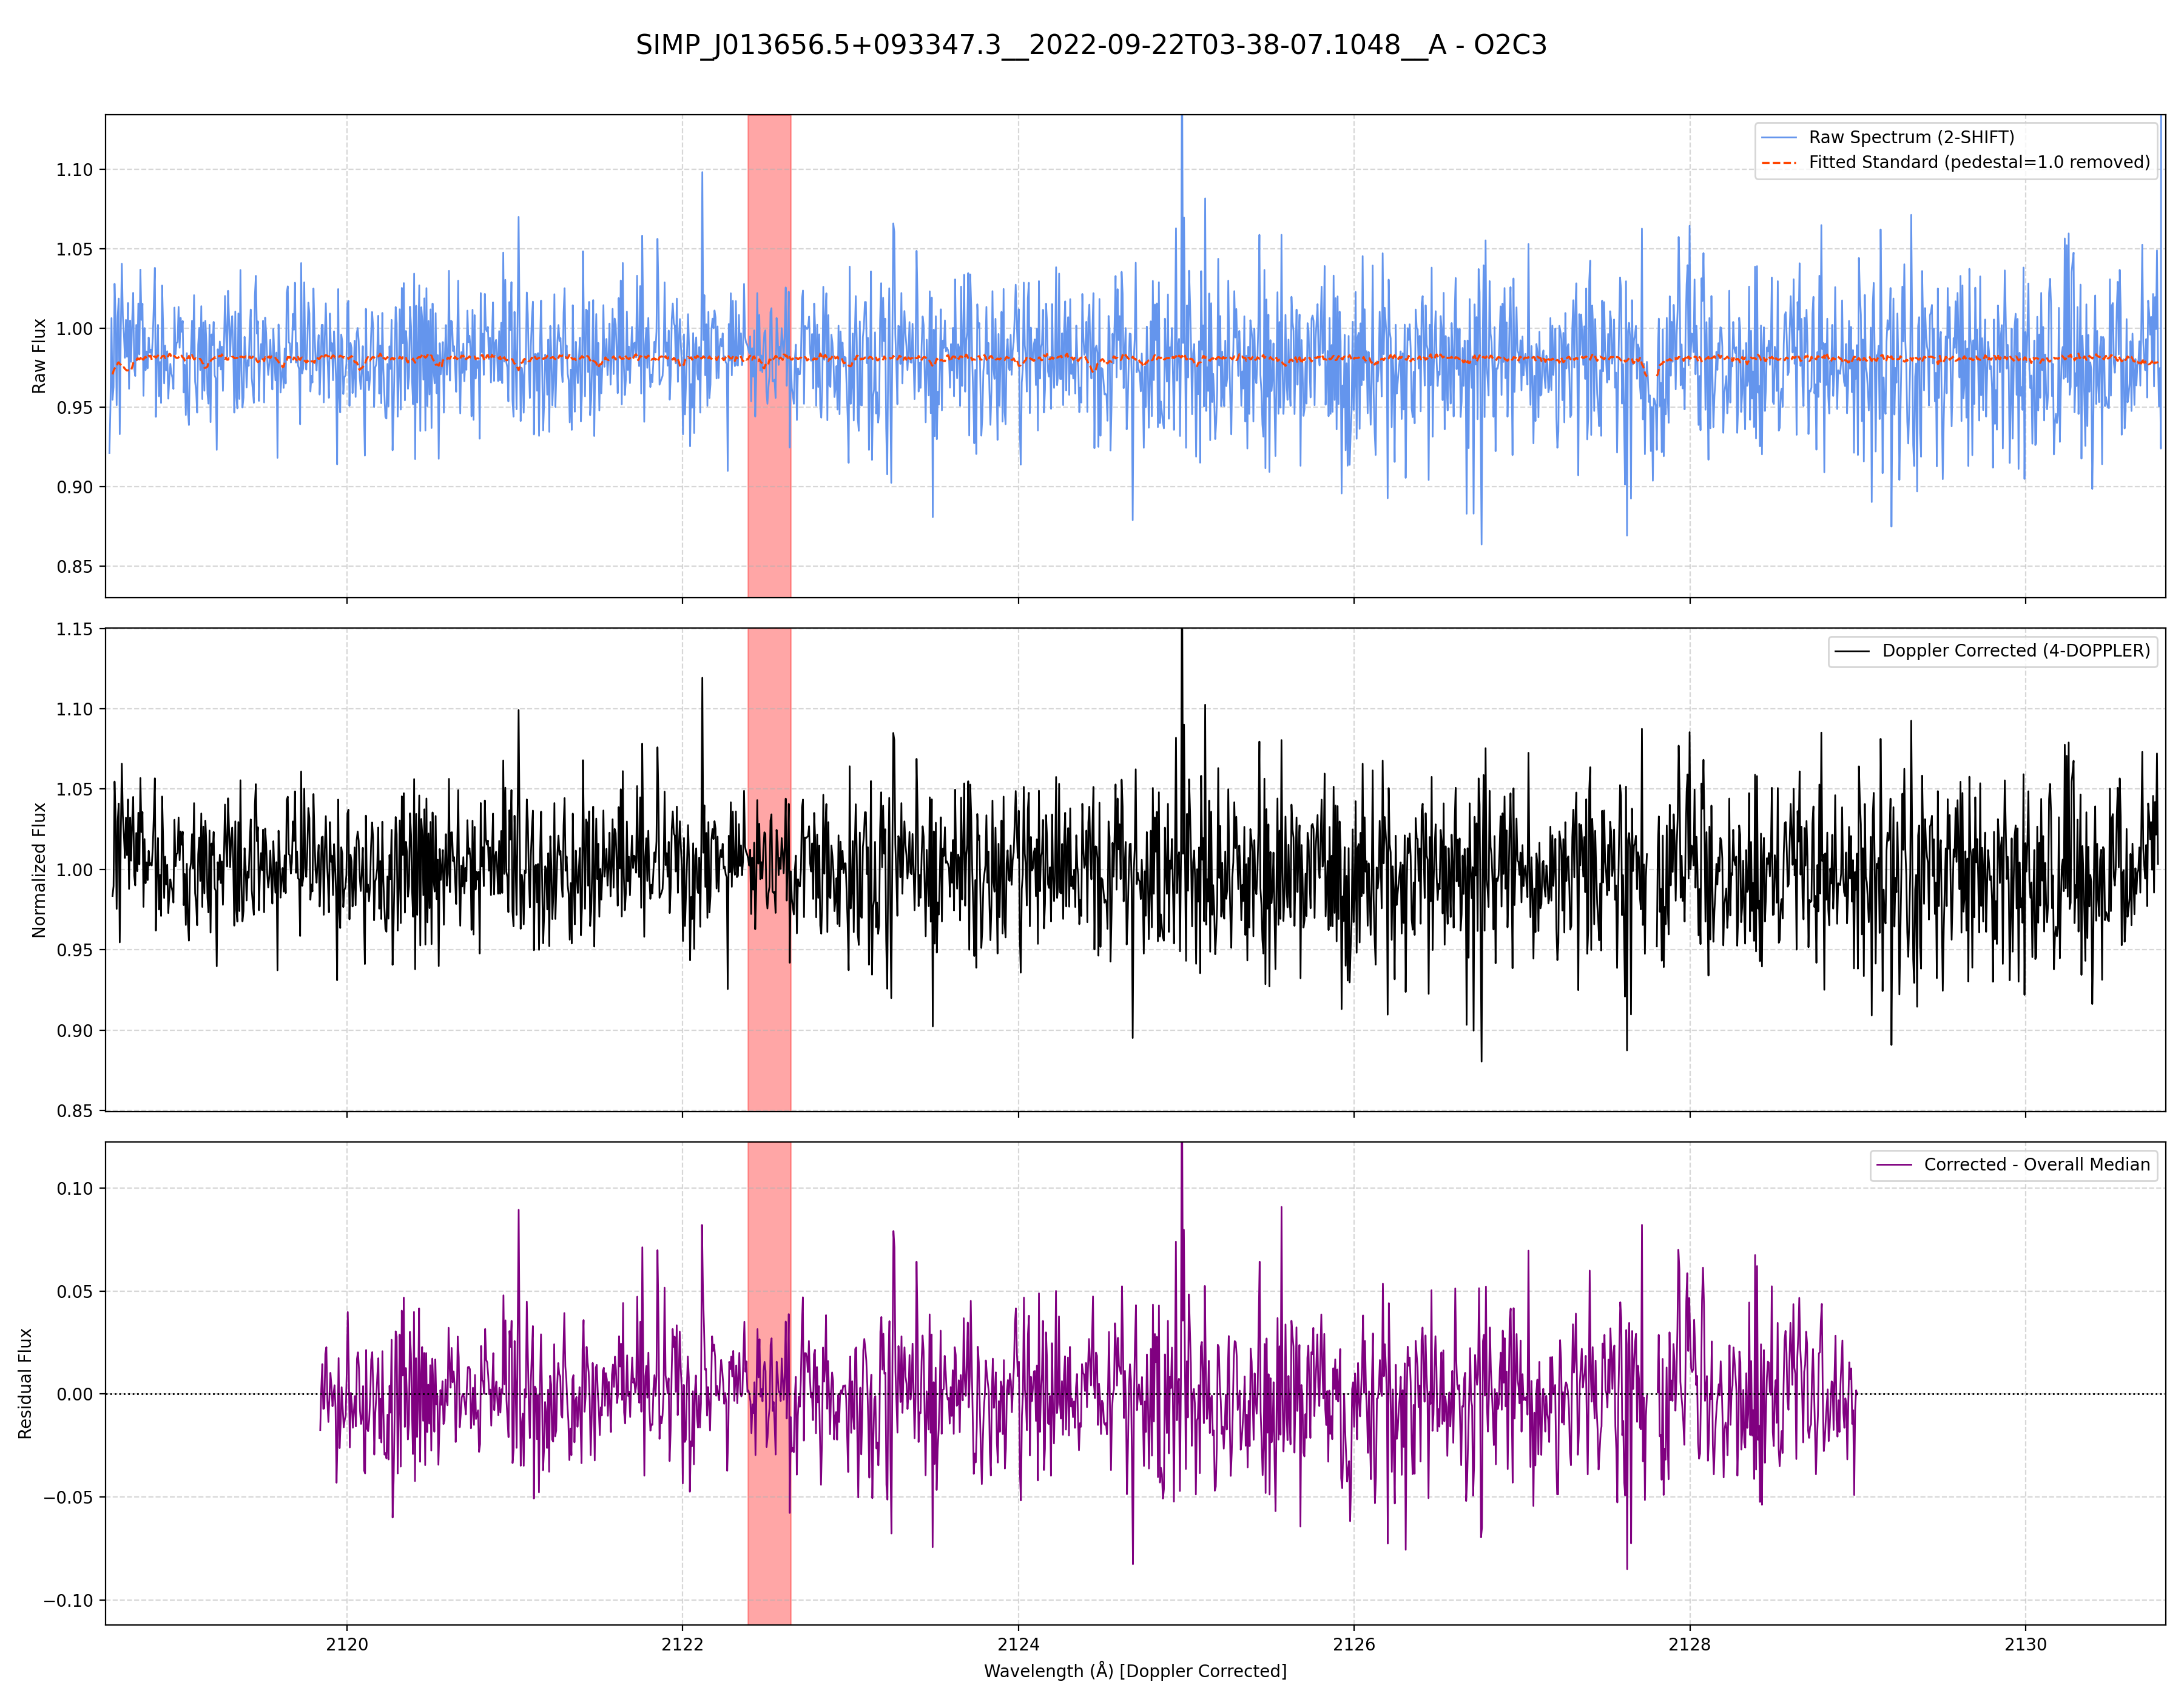 SIMP_J013656.5+093347.3__2022-09-22T03-38-07.1048__A - O2C3
Raw Flux
1.10
1.05
1.00
0.95
0.90
0.85
Raw Spectrum (2-SHIFT)
Fitted Standard (pedestal=1.0 removed)
Normalized Flux
1.15
1.10
1.05
1.00
0.95
0.90
0.85
Doppler Corrected (4-DOPPLER)
Residual Flux
0.10
0.05
0.00
−0.05
−0.10
Corrected - Overall Median
2120 2122 2124 2126 2128 2130
Wavelength (Å) [Doppler Corrected]